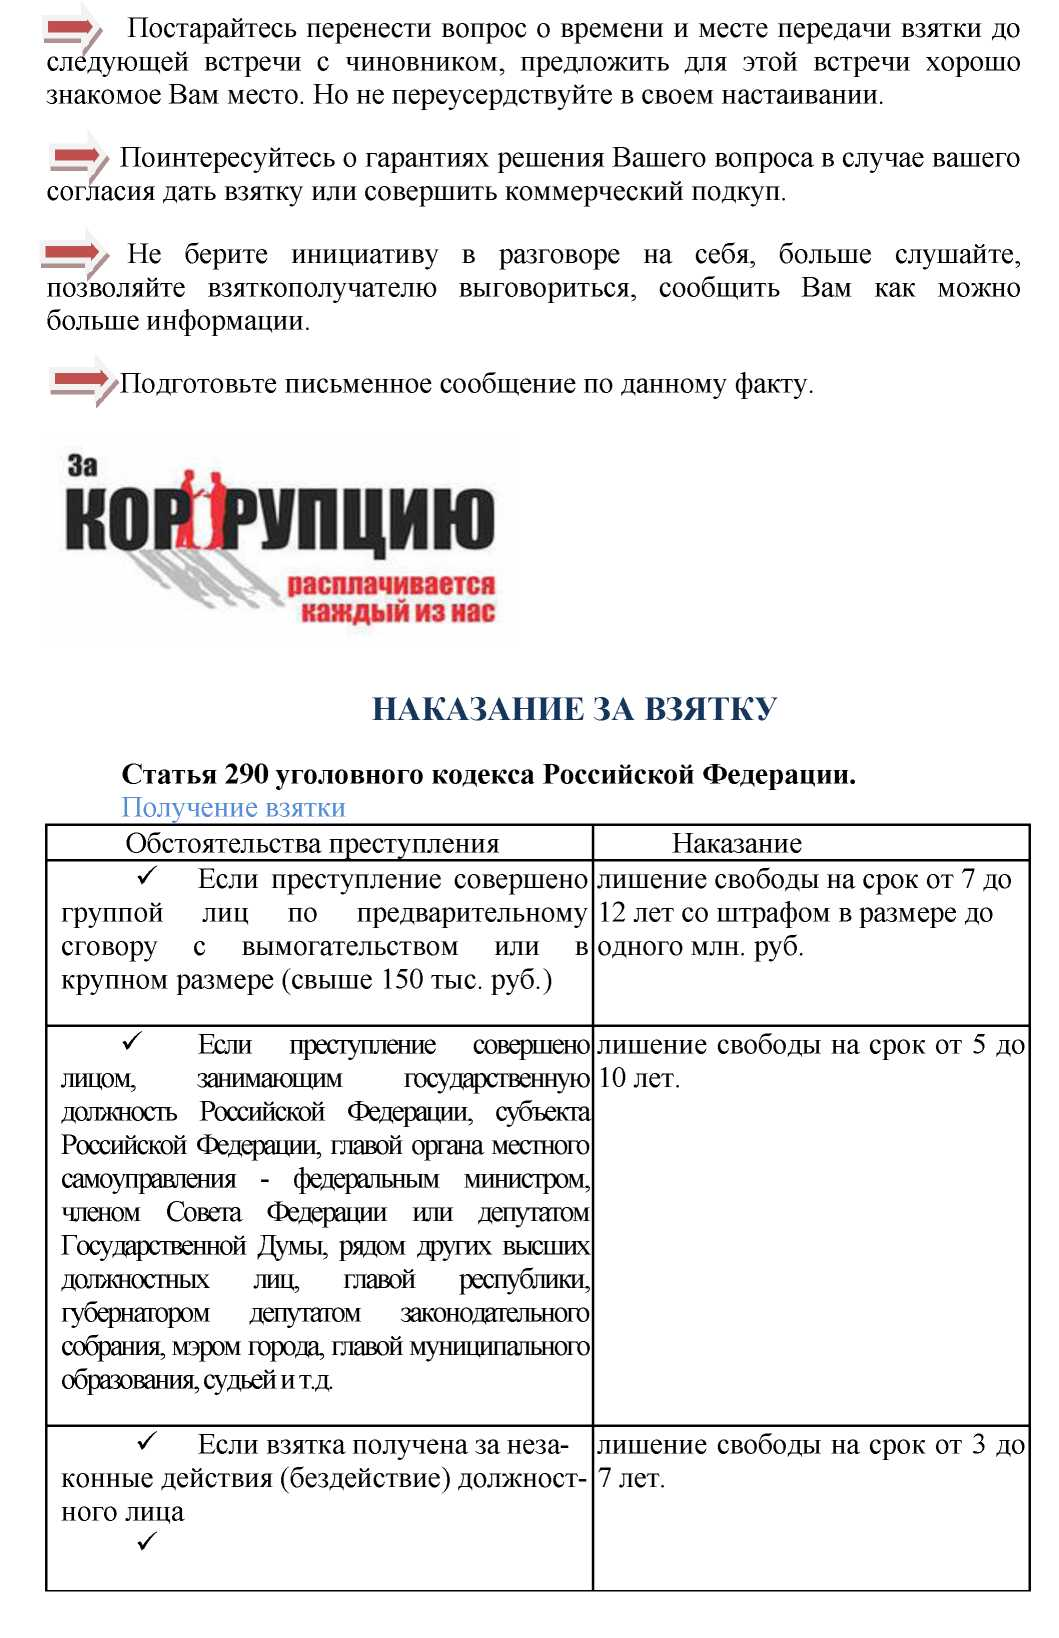 Постарайтесь перенести вопрос о времени и месте передачи взятки до
следующей встречи с чиновником, предложить для этой встречи хорошо
знакомое Вам место. Но не переусердствуйте в своем настаивании.
Поинтересуйтесь о гарантиях решения Вашего вопроса в случае вашего
согласия дать взятку или совершить коммерческий подкуп.
Не берите инициативу в разговоре на себя, больше слушайте,
позволяйте взяткополучателю выговориться, сообщить Вам как можно
больше информации.
Подготовьте письменное сообщение по данному факту.
За
КОРРУПЦИЮ
расплачивается
каждый из нас
НАКАЗАНИЕ ЗА ВЗЯТКУ
Статья 290 уголовного кодекса Российской Федерации.
Получение взятки
Обстоятельства преступления
Наказание
✓ Если преступление совершено
группой лиц по предварительному
сговору с вымогательством или в
крупном размере (свыше 150 тыс. руб.)
лишение свободы на срок от 7 до
12 лет со штрафом в размере до
одного млн. руб.
✓ Если преступление совершено
лицом, занимающим государственную
должность Российской Федерации, субъекта
Российской Федерации, главой органа местного
самоуправления - федеральным министром,
членом Совета Федерации или депутатом
Государственной Думы, рядом других высших
должностных лиц, главой республики,
губернатором депутатом законодательного
собрания, мэром города, главой муниципального
образования, судьей и т.д.
лишение свободы на срок от 5 до
10 лет.
✓ Если взятка получена за неза-
конные действия (бездействие) должност-
ного лица
✓
лишение свободы на срок от 3 до
7 лет.